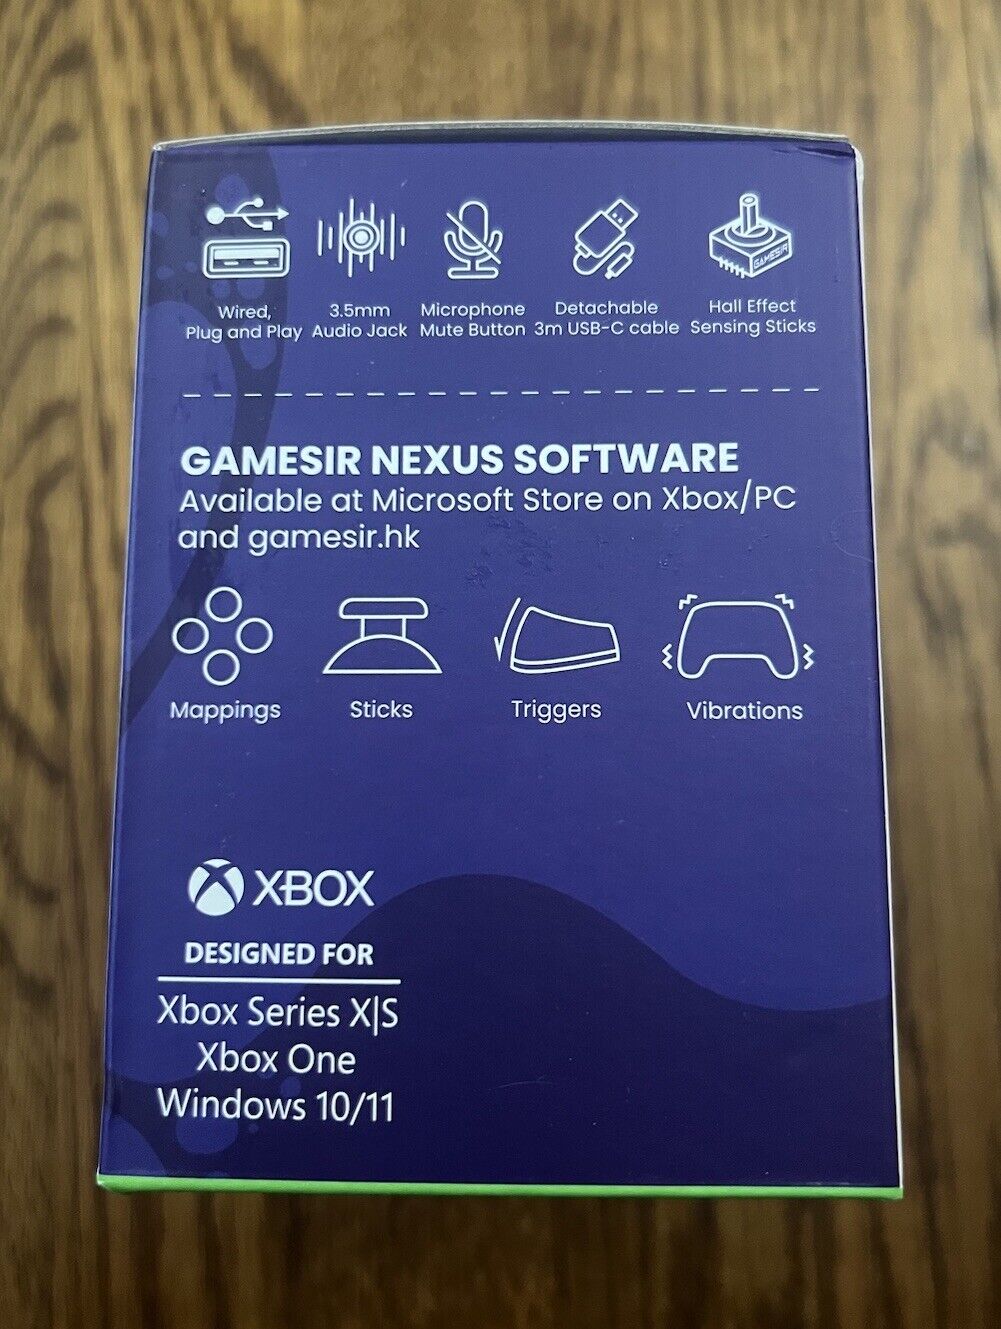 Wired,
Plug and Play
3.5mm
Audio Jack
Microphone
Mute Button
Detachable
3m USB-C cable
GAMESIR
Hall Effect
Sensing Sticks
GAMESIR NEXUS SOFTWARE
Available at Microsoft Store on Xbox/PC
and gamesir.hk
Mappings
Sticks
Triggers
Vibrations
XBOX
DESIGNED FOR
Xbox Series X|S
Xbox One
Windows 10/11